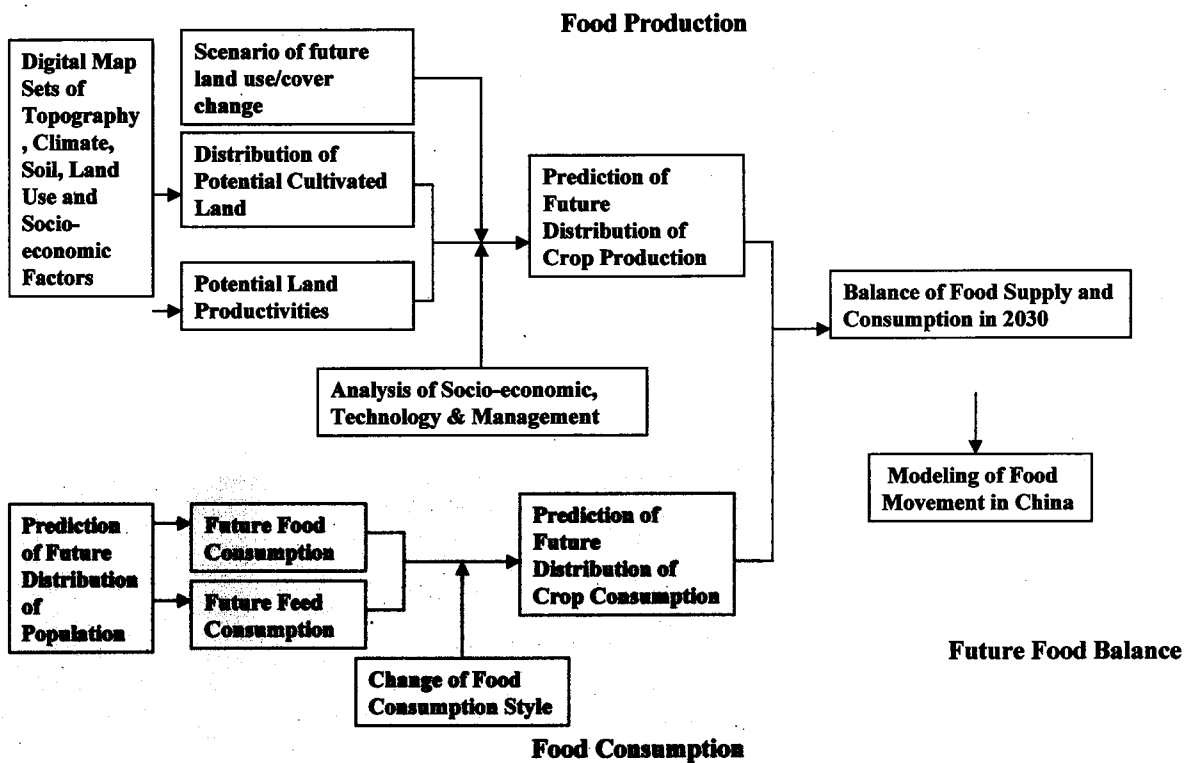 Food Production
Digital Map
Sets of
Topography
, Climate,
Soil, Land
Use and
Socio-
economic
Factors
Scenario of future
land use/cover
change
Distribution of
Potential Cultivated
Land
Potential Land
Productivities
Analysis of Socio-economic,
Technology & Management
Prediction of
Future
Distribution of
Crop Production
Balance of Food Supply and
Consumption in 2030
Modeling of Food
Movement in China
Prediction
of Future
Distribution
of
Population
Future Food
Consumption
Future Feed
Consumption
Change of Food
Consumption Style
Prediction of
Future
Distribution of
Crop Consumption
Future Food Balance
Food Consumption